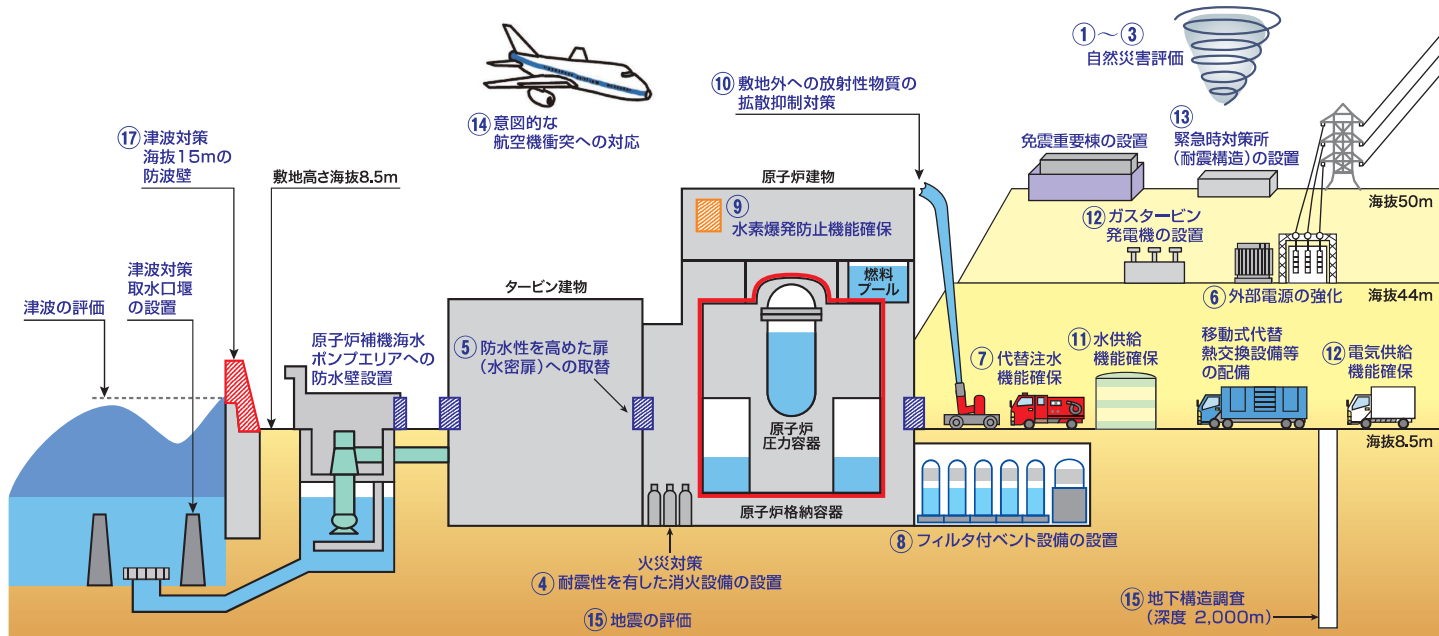 ①～③
自然災害評価
⑭意図的な
航空機衝突への対応
⑩敷地外への放射性物質の
拡散抑制対策
⑬
緊急時対策所
（耐震構造）の設置
免震重要棟の設置
⑰津波対策
海抜15mの
防波壁
敷地高さ海抜8.5m
原子炉建物
海抜50m
⑨
水素爆発防止機能確保
⑫ガスタービン
発電機の設置
津波対策
取水口堰
の設置
津波の評価
タービン建物
燃料
プール
⑥外部電源の強化
海抜44m
原子炉補機海水
ポンプエリアへの
防水壁設置
⑤防水性を高めた扉
（水密扉）への取替
⑦代替注水
機能確保
⑪水供給
機能確保
移動式代替
熱交換設備等
の配備
⑫電気供給
機能確保
原子炉
圧力容器
海抜8.5m
原子炉格納容器
⑧フィルタ付ベント設備の設置
火災対策
④耐震性を有した消火設備の設置
⑮地震の評価
⑮地下構造調査
（深度 2,000m）